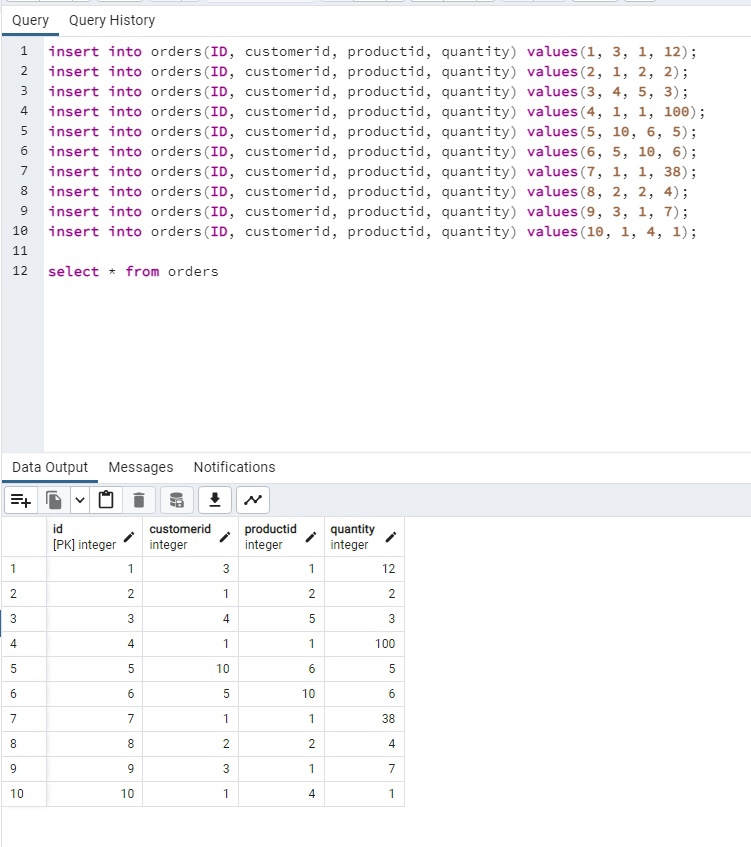 Query Query History
1 insert into orders(ID, customerid, productid, quantity) values(1, 3, 1, 12);
2 insert into orders(ID, customerid, productid, quantity) values(2, 1, 2, 2);
3 insert into orders(ID, customerid, productid, quantity) values(3, 4, 5, 3);
4 insert into orders(ID, customerid, productid, quantity) values(4, 1, 1, 100);
5 insert into orders(ID, customerid, productid, quantity) values(5, 10, 6, 5);
6 insert into orders(ID, customerid, productid, quantity) values(6, 5, 10, 6);
7 insert into orders(ID, customerid, productid, quantity) values(7, 1, 1, 38);
8 insert into orders(ID, customerid, productid, quantity) values(8, 2, 2, 4);
9 insert into orders(ID, customerid, productid, quantity) values(9, 3, 1, 7);
10 insert into orders(ID, customerid, productid, quantity) values(10, 1, 4, 1);
11
12 select * from orders
Data Output Messages Notifications
id customerid productid quantity
[PK] integer integer integer integer
1 1 3 1 12
2 2 1 2 2
3 3 4 5 3
4 4 1 1 100
5 5 10 6 5
6 6 5 10 6
7 7 1 1 38
8 8 2 2 4
9 9 3 1 7
10 10 1 4 1